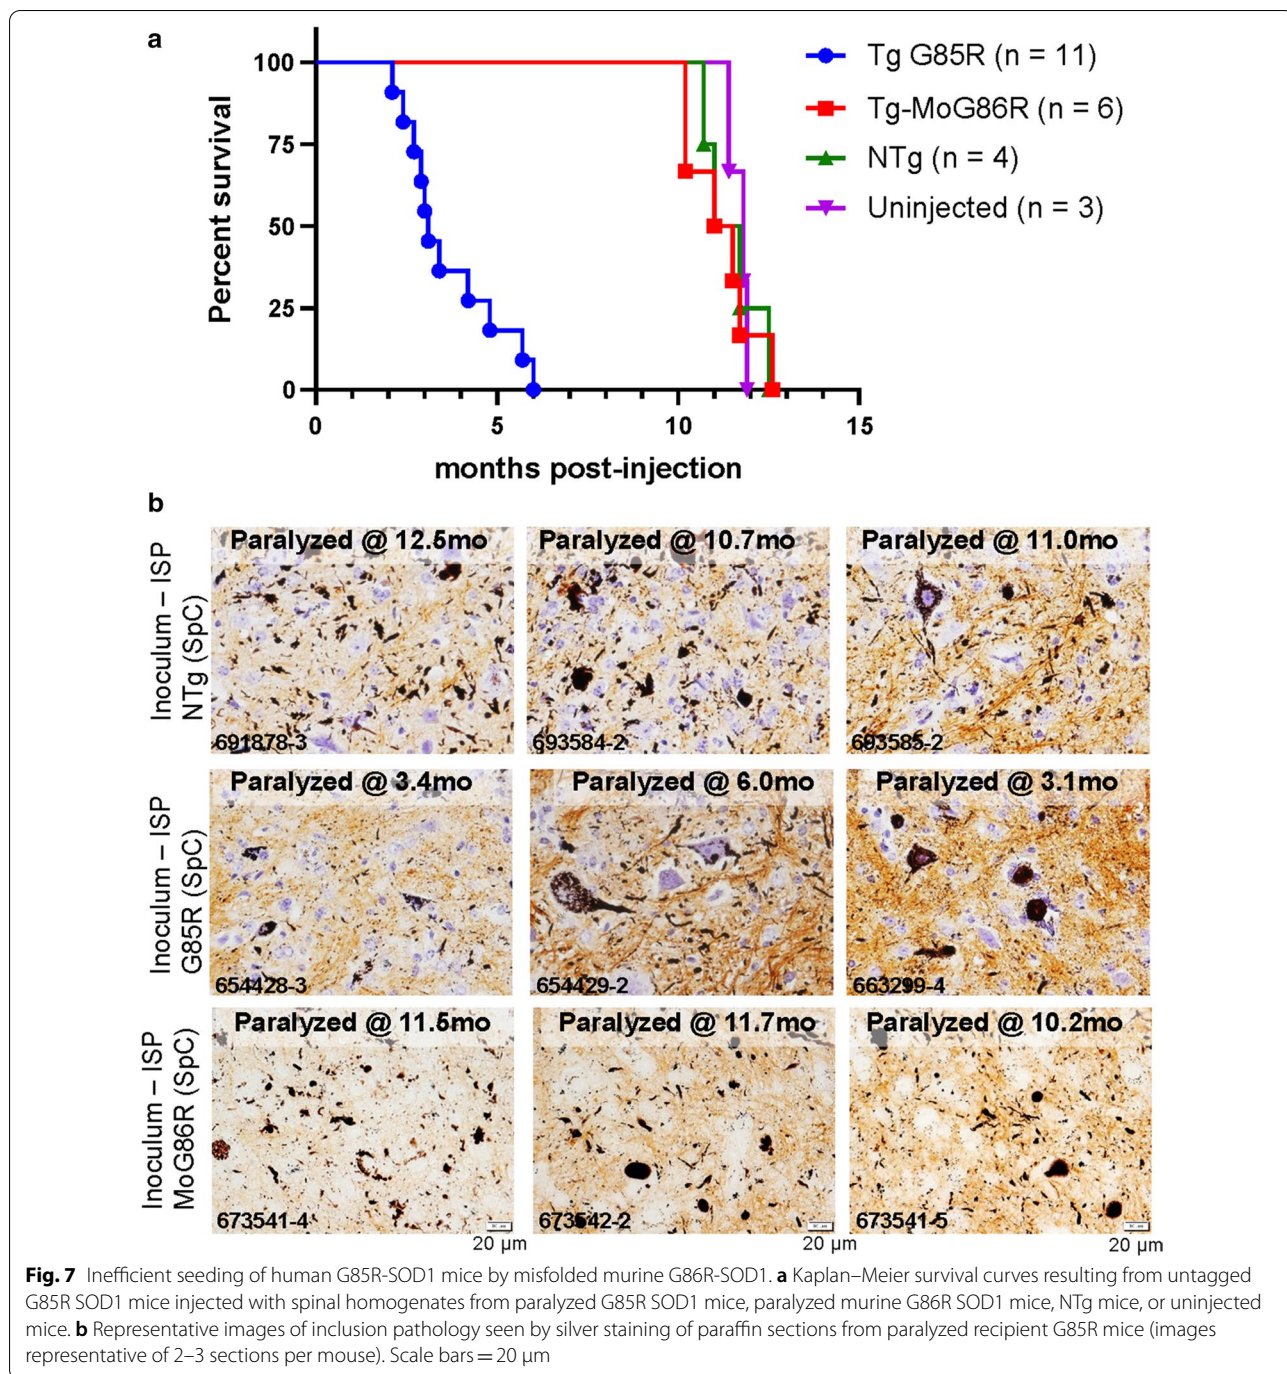 a
100
75
50
25
0
Percent survival
0 5 10 15
months post-injection
Tg G85R (n = 11)
Tg-MoG86R (n = 6)
NTg (n = 4)
Uninjected (n = 3)
b
Inoculum – ISP
NTg (SpC)
Paralyzed @ 12.5mo
691878-3
Paralyzed @ 10.7mo
693584-2
Paralyzed @ 11.0mo
693585-2
Inoculum – ISP
G85R (SpC)
Paralyzed @ 3.4mo
654428-3
Paralyzed @ 6.0mo
654429-2
Paralyzed @ 3.1mo
663299-4
Inoculum – ISP
MoG86R (SpC)
Paralyzed @ 11.5mo
673541-4
20 µm
Paralyzed @ 11.7mo
673542-2
20 µm
Paralyzed @ 10.2mo
673541-5
20 µm
Fig. 7 Inefficient seeding of human G85R-SOD1 mice by misfolded murine G86R-SOD1. a Kaplan–Meier survival curves resulting from untagged
G85R SOD1 mice injected with spinal homogenates from paralyzed G85R SOD1 mice, paralyzed murine G86R SOD1 mice, NTg mice, or uninjected
mice. b Representative images of inclusion pathology seen by silver staining of paraffin sections from paralyzed recipient G85R mice (images
representative of 2–3 sections per mouse). Scale bars = 20 µm